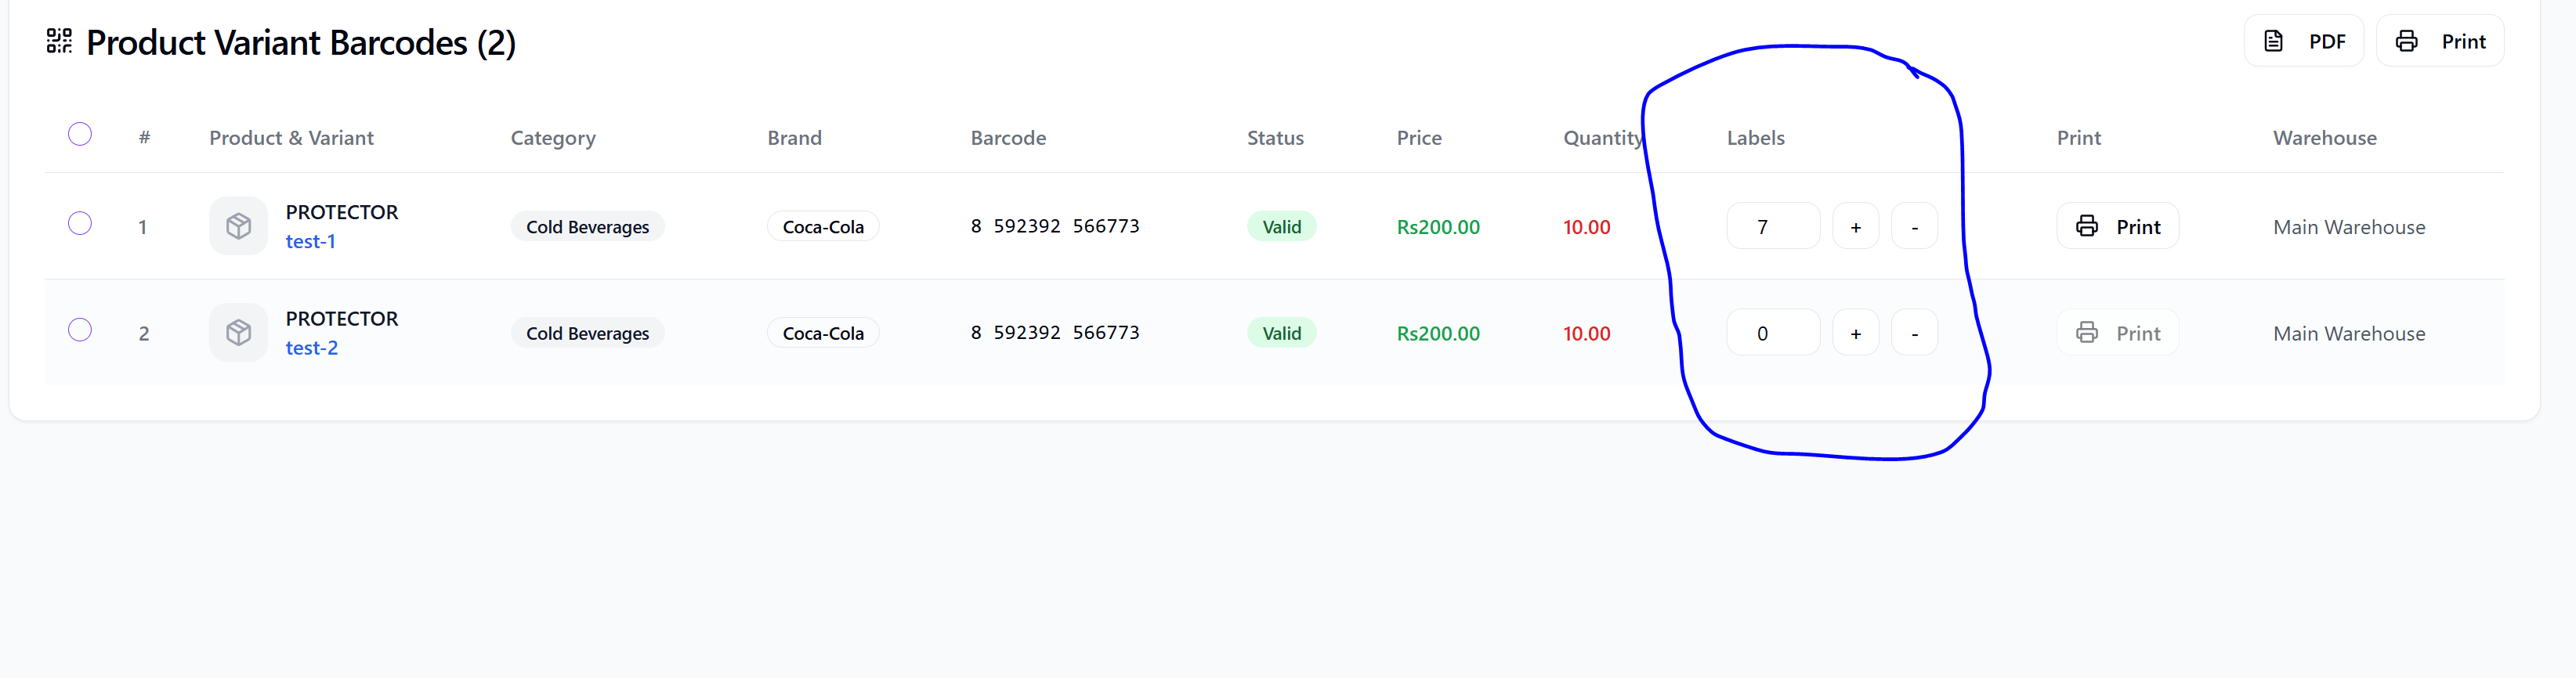 Product Variant Barcodes (2) PDF Print
# Product & Variant Category Brand Barcode Status Price Quantity Labels Print Warehouse
1 PROTECTOR test-1 Cold Beverages Coca-Cola 8 592392 566773 Valid Rs200.00 10.00 7 + - Print Main Warehouse
2 PROTECTOR test-2 Cold Beverages Coca-Cola 8 592392 566773 Valid Rs200.00 10.00 0 + - Print Main Warehouse